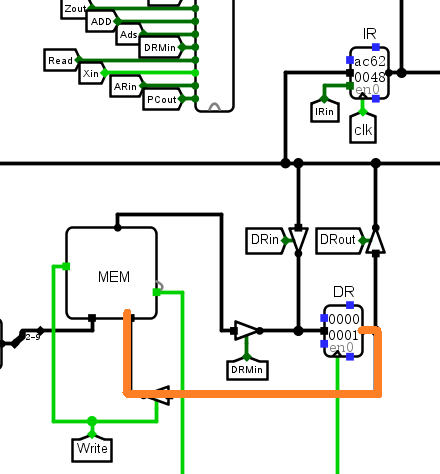 Zout
ADD
Ads
DRMin
Read
Xin
ARin
PCout
IR
ac62
0048
en0
IRin
clk
DRin
DRout
MEM
DR
0000
0001
en0
2-9
DRMin
Write